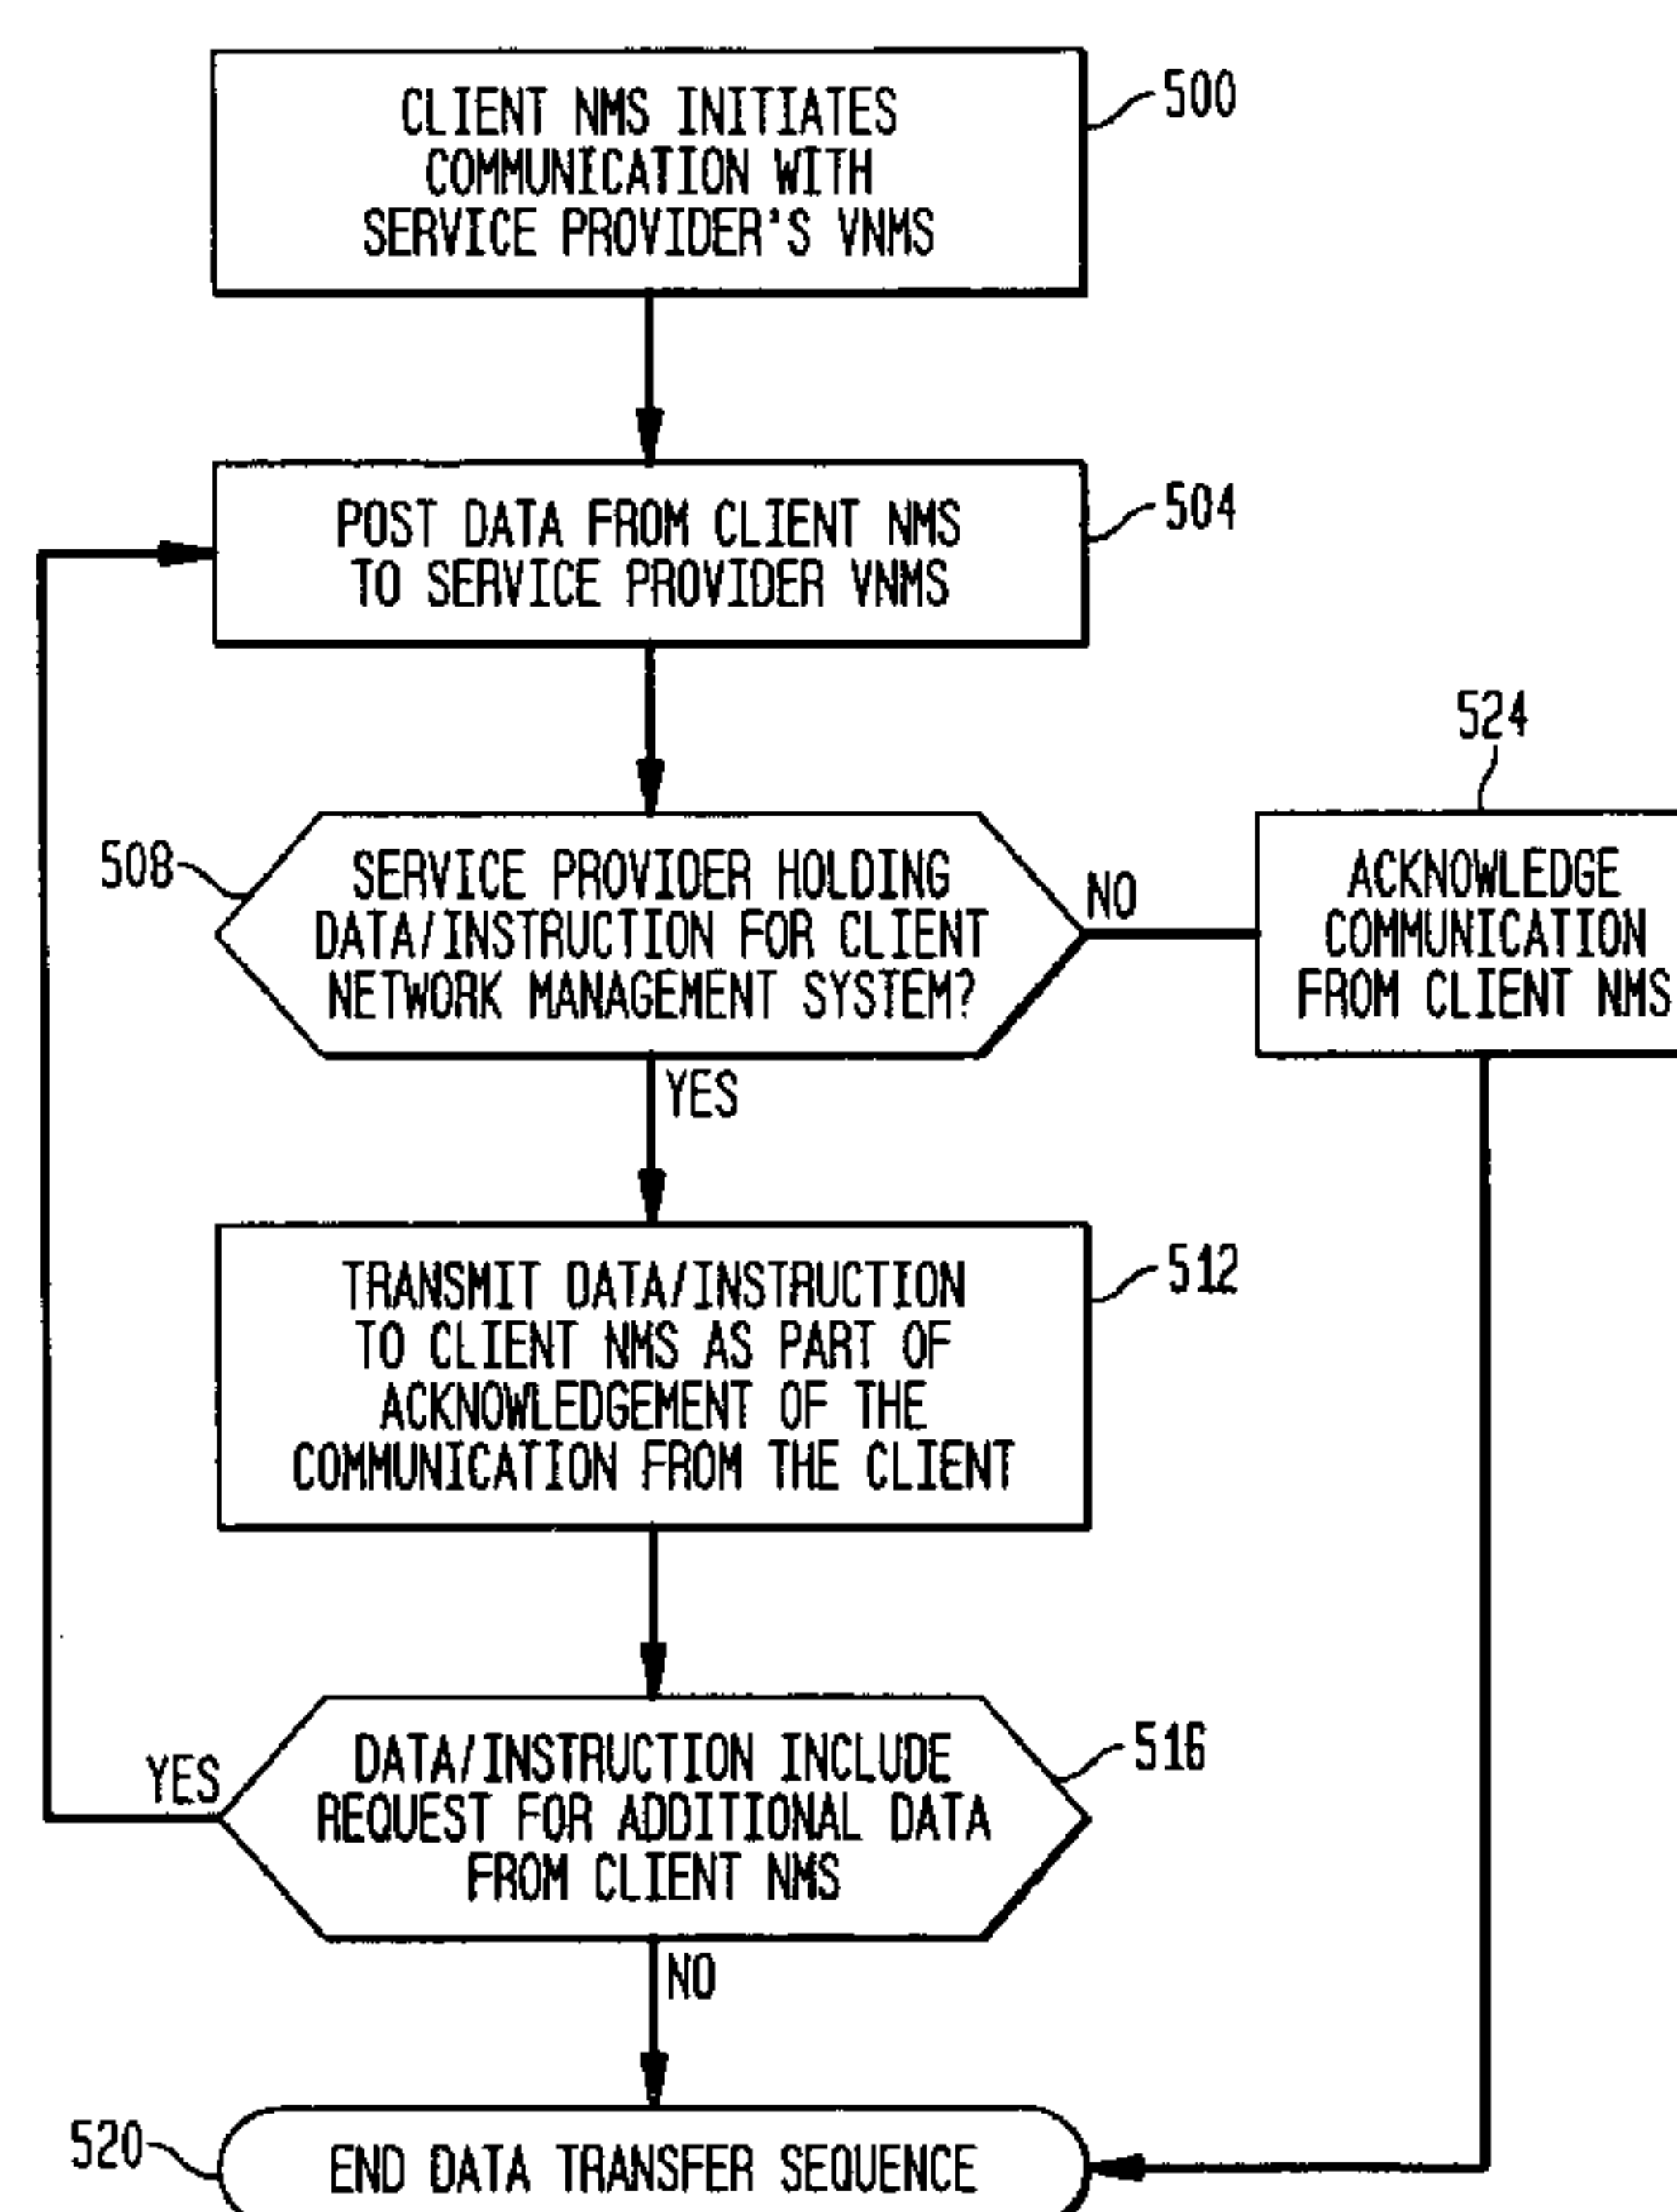 CLIENT NMS INITIATES
COMMUNICATION WITH
SERVICE PROVIDER'S VNMS
500
POST DATA FROM CLIENT NMS
TO SERVICE PROVIDER VNMS
504
508
SERVICE PROVIDER HOLDING
DATA/INSTRUCTION FOR CLIENT
NETWORK MANAGEMENT SYSTEM?
NO
YES
524
ACKNOWLEDGE
COMMUNICATION
FROM CLIENT NMS
TRANSMIT DATA/INSTRUCTION
TO CLIENT NMS AS PART OF
ACKNOWLEDGEMENT OF THE
COMMUNICATION FROM THE CLIENT
512
YES
DATA/INSTRUCTION INCLUDE
REQUEST FOR ADDITIONAL DATA
FROM CLIENT NMS
516
NO
520
END DATA TRANSFER SEQUENCE